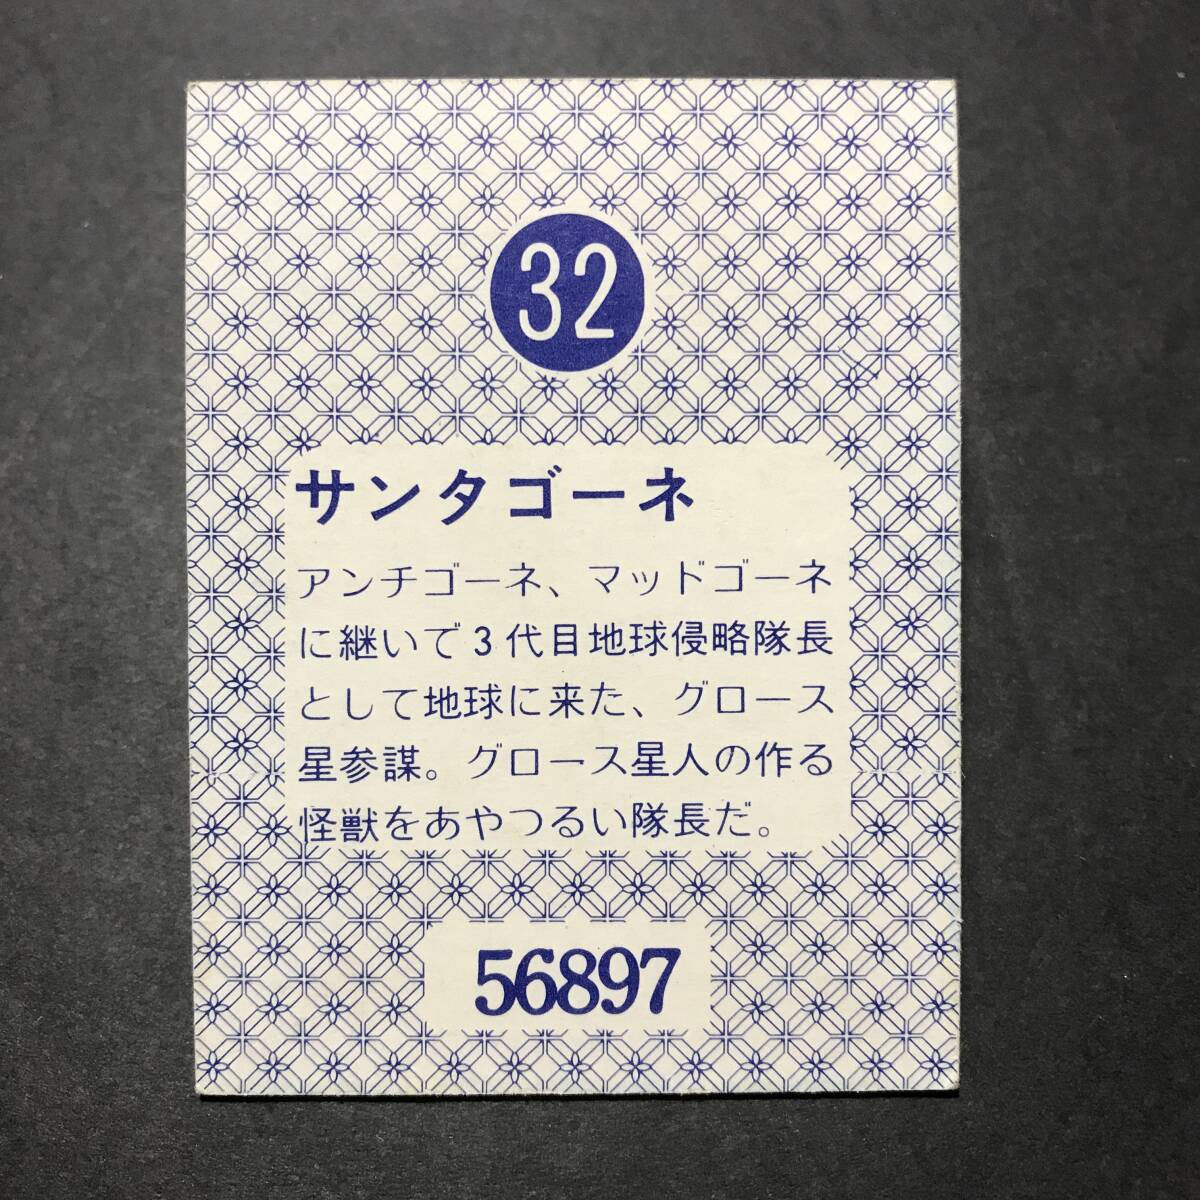 32
サンタゴーネ
アンチゴーネ、マッドゴーネ
に継いで3代目地球侵略隊長
として地球に来た、グロース
星参謀。グロース星人の作る
怪獣をあやつるい隊長だ。
56897